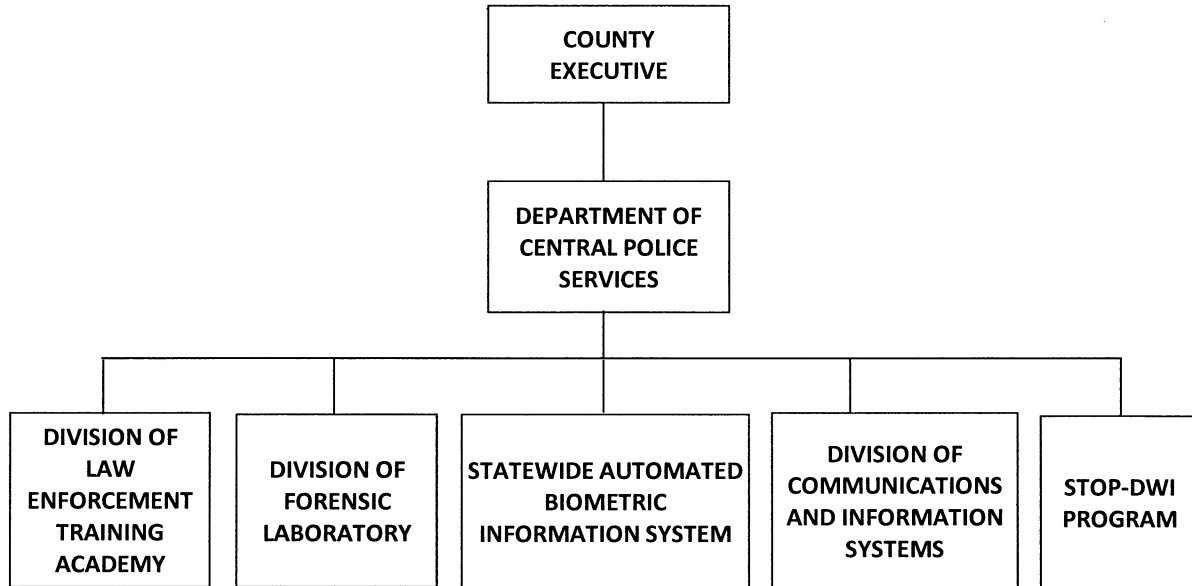 COUNTY
EXECUTIVE
DEPARTMENT OF
CENTRAL POLICE
SERVICES
DIVISION OF
LAW
ENFORCEMENT
TRAINING
ACADEMY
DIVISION OF
FORENSIC
LABORATORY
STATEWIDE AUTOMATED
BIOMETRIC
INFORMATION SYSTEM
DIVISION OF
COMMUNICATIONS
AND INFORMATION
SYSTEMS
STOP-DWI
PROGRAM